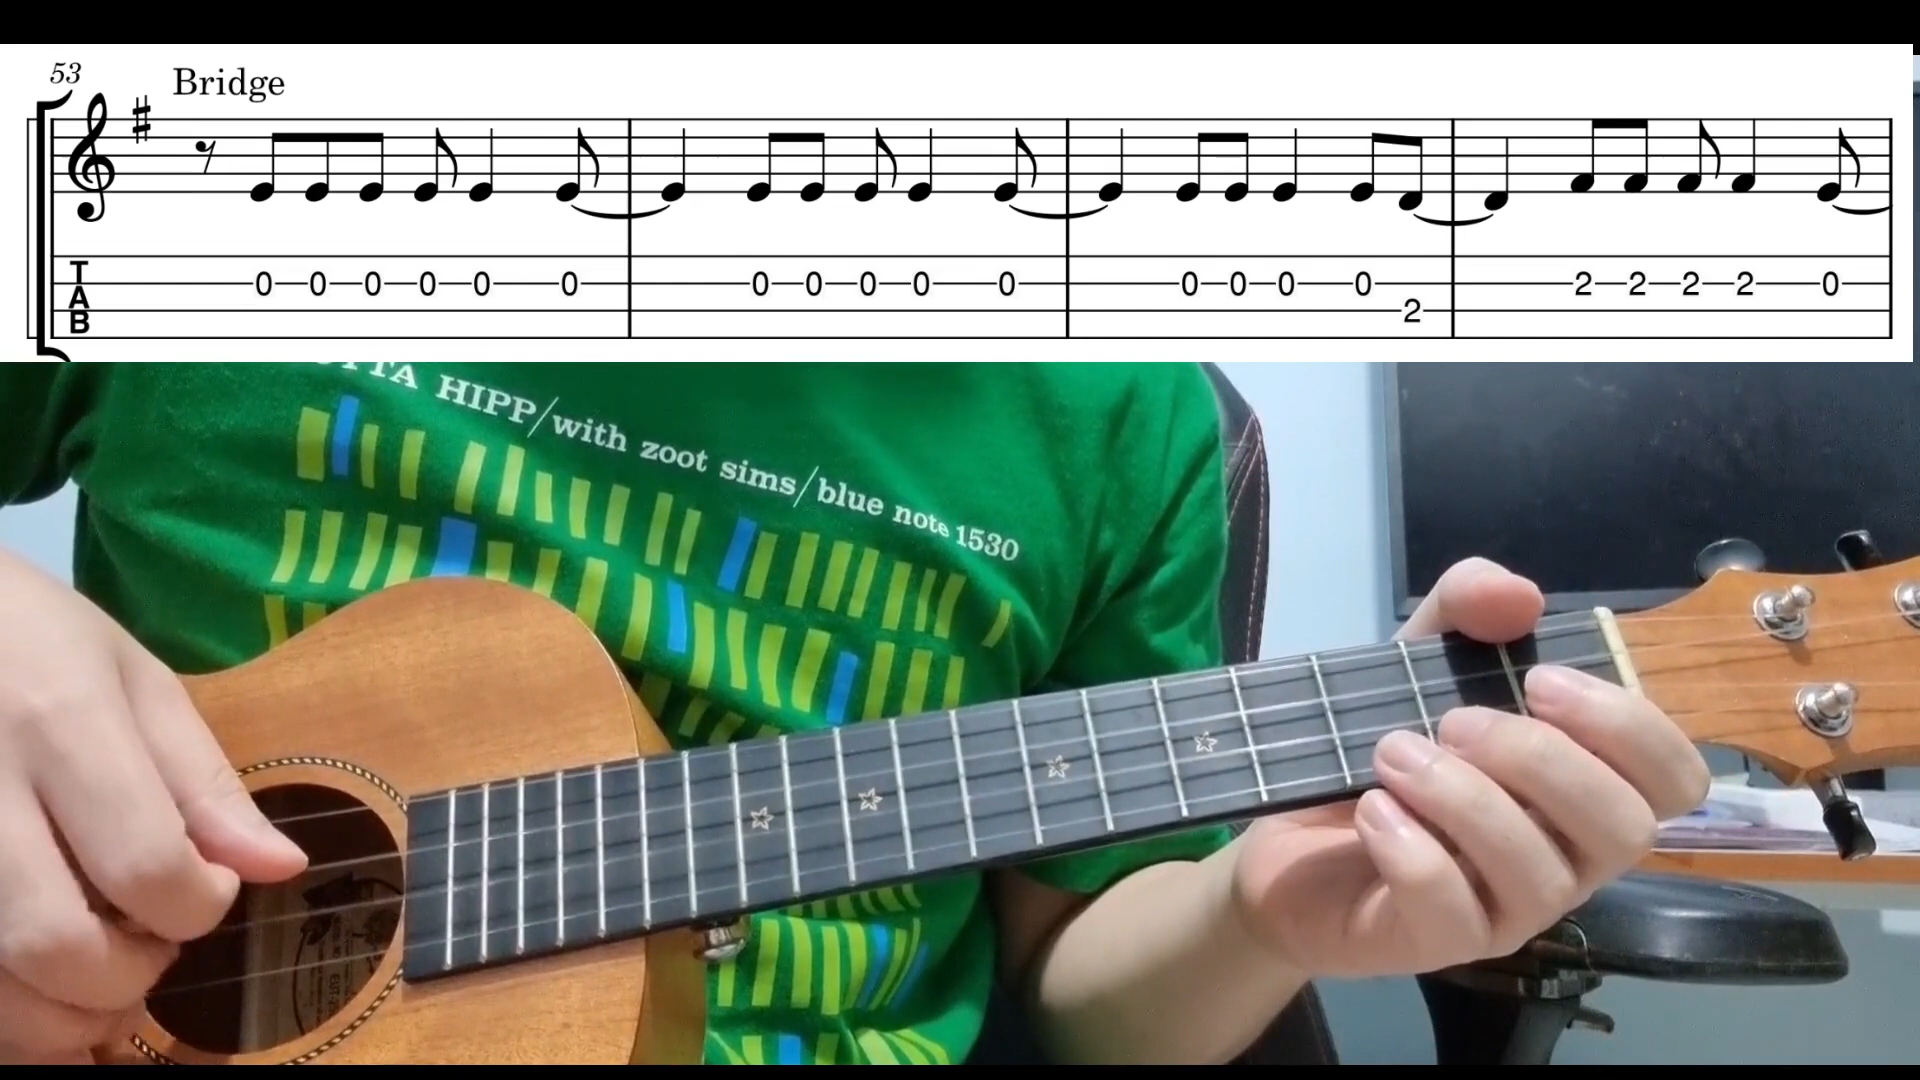 53
Bridge
T A B
0 0 0 0 0 0 0 0 0 0 0 0 0 0 0 2 2 2 2 0
2
TTA HIPP/with zoot sims/blue note 1530